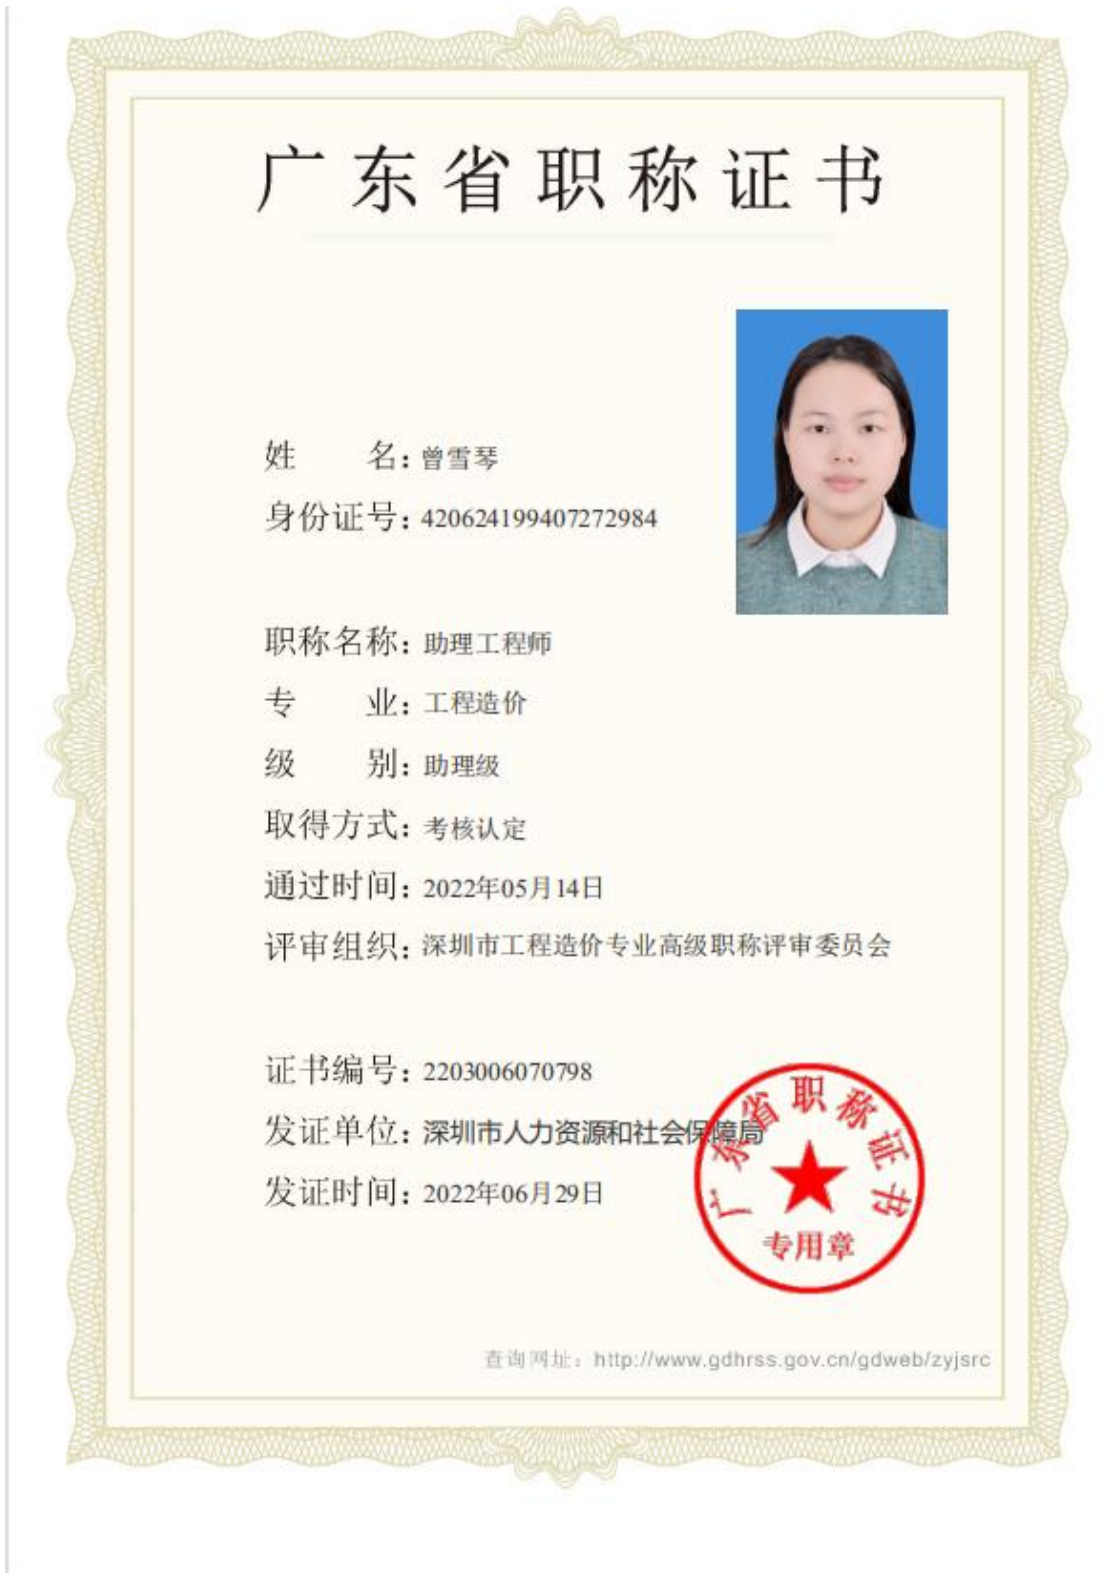 广东省职称证书
姓 名：曾雪琴
身份证号：420624199407272984
职称名称：助理工程师
专 业：工程造价
级 别：助理级
取得方式：考核认定
通过时间：2022年05月14日
评审组织：深圳市工程造价专业高级职称评审委员会
证书编号：2203006070798
发证单位：深圳市人力资源和社会保障局
发证时间：2022年06月29日
广东省职称证书
专用章
查询网址：http://www.gdhrss.gov.cn/gdweb/zyjsrc